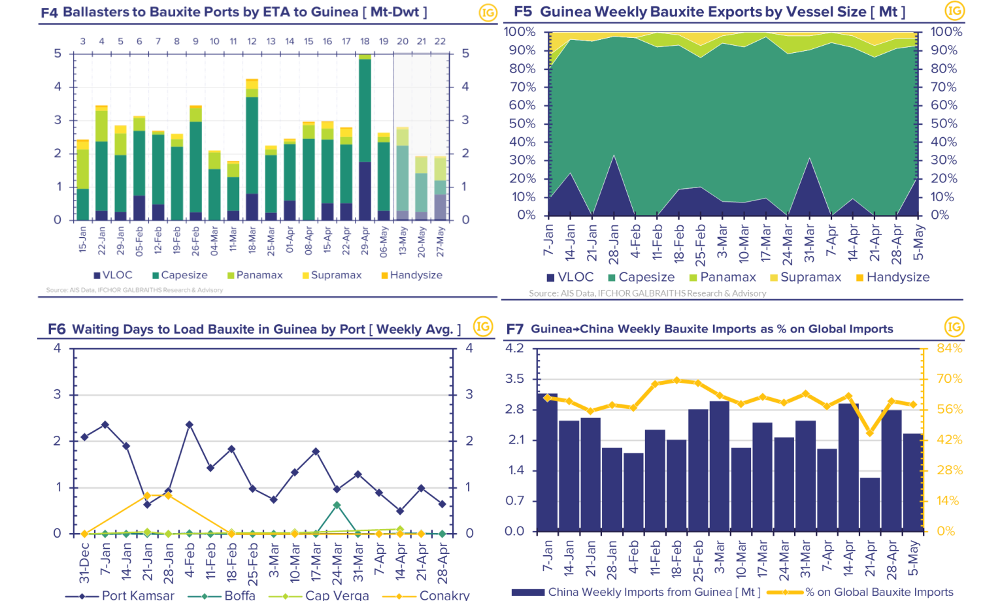 F4 Ballasters to Bauxite Ports by ETA to Guinea [ Mt-Dwt ]
IG
3 4 5 6 7 8 9 10 11 12 13 14 15 16 17 18 19 20 21 22
5 5
4 4
3 3
2 2
1 1
0 0
15-Jan 22-Jan 29-Jan 05-Feb 12-Feb 19-Feb 26-Feb 04-Mar 11-Mar 18-Mar 25-Mar 01-Apr 08-Apr 15-Apr 22-Apr 29-Apr 06-May 13-May 20-May 27-May
VLOC Capesize Panamax Supramax Handysize
Source: AIS Data, IFCHOR GALBRAITHS Research & Advisory
F5 Guinea Weekly Bauxite Exports by Vessel Size [ Mt ]
IG
100% 100%
90% 90%
80% 80%
70% 70%
60% 60%
50% 50%
40% 40%
30% 30%
20% 20%
10% 10%
0% 0%
7-Jan 14-Jan 21-Jan 28-Jan 4-Feb 11-Feb 18-Feb 25-Feb 3-Mar 10-Mar 17-Mar 24-Mar 31-Mar 7-Apr 14-Apr 21-Apr 28-Apr 5-May
VLOC Capesize Panamax Supramax Handysize
Source: AIS Data, IFCHOR GALBRAITHS Research & Advisory
F6 Waiting Days to Load Bauxite in Guinea by Port [ Weekly Avg. ]
IG
4 4
3 3
2 2
1 1
0 0
31-Dec 7-Jan 14-Jan 21-Jan 28-Jan 4-Feb 11-Feb 18-Feb 25-Feb 3-Mar 10-Mar 17-Mar 24-Mar 31-Mar 7-Apr 14-Apr 21-Apr 28-Apr
Port Kamsar Boffa Cap Verga Conakry
F7 Guinea→China Weekly Bauxite Imports as % on Global Imports
IG
4.2 84%
3.5 70%
2.8 56%
2.1 42%
1.4 28%
0.7 14%
0.0 0%
7-Jan 14-Jan 21-Jan 28-Jan 4-Feb 11-Feb 18-Feb 25-Feb 3-Mar 10-Mar 17-Mar 24-Mar 31-Mar 7-Apr 14-Apr 21-Apr 28-Apr 5-May
China Weekly Imports from Guinea [ Mt ] % on Global Bauxite Imports